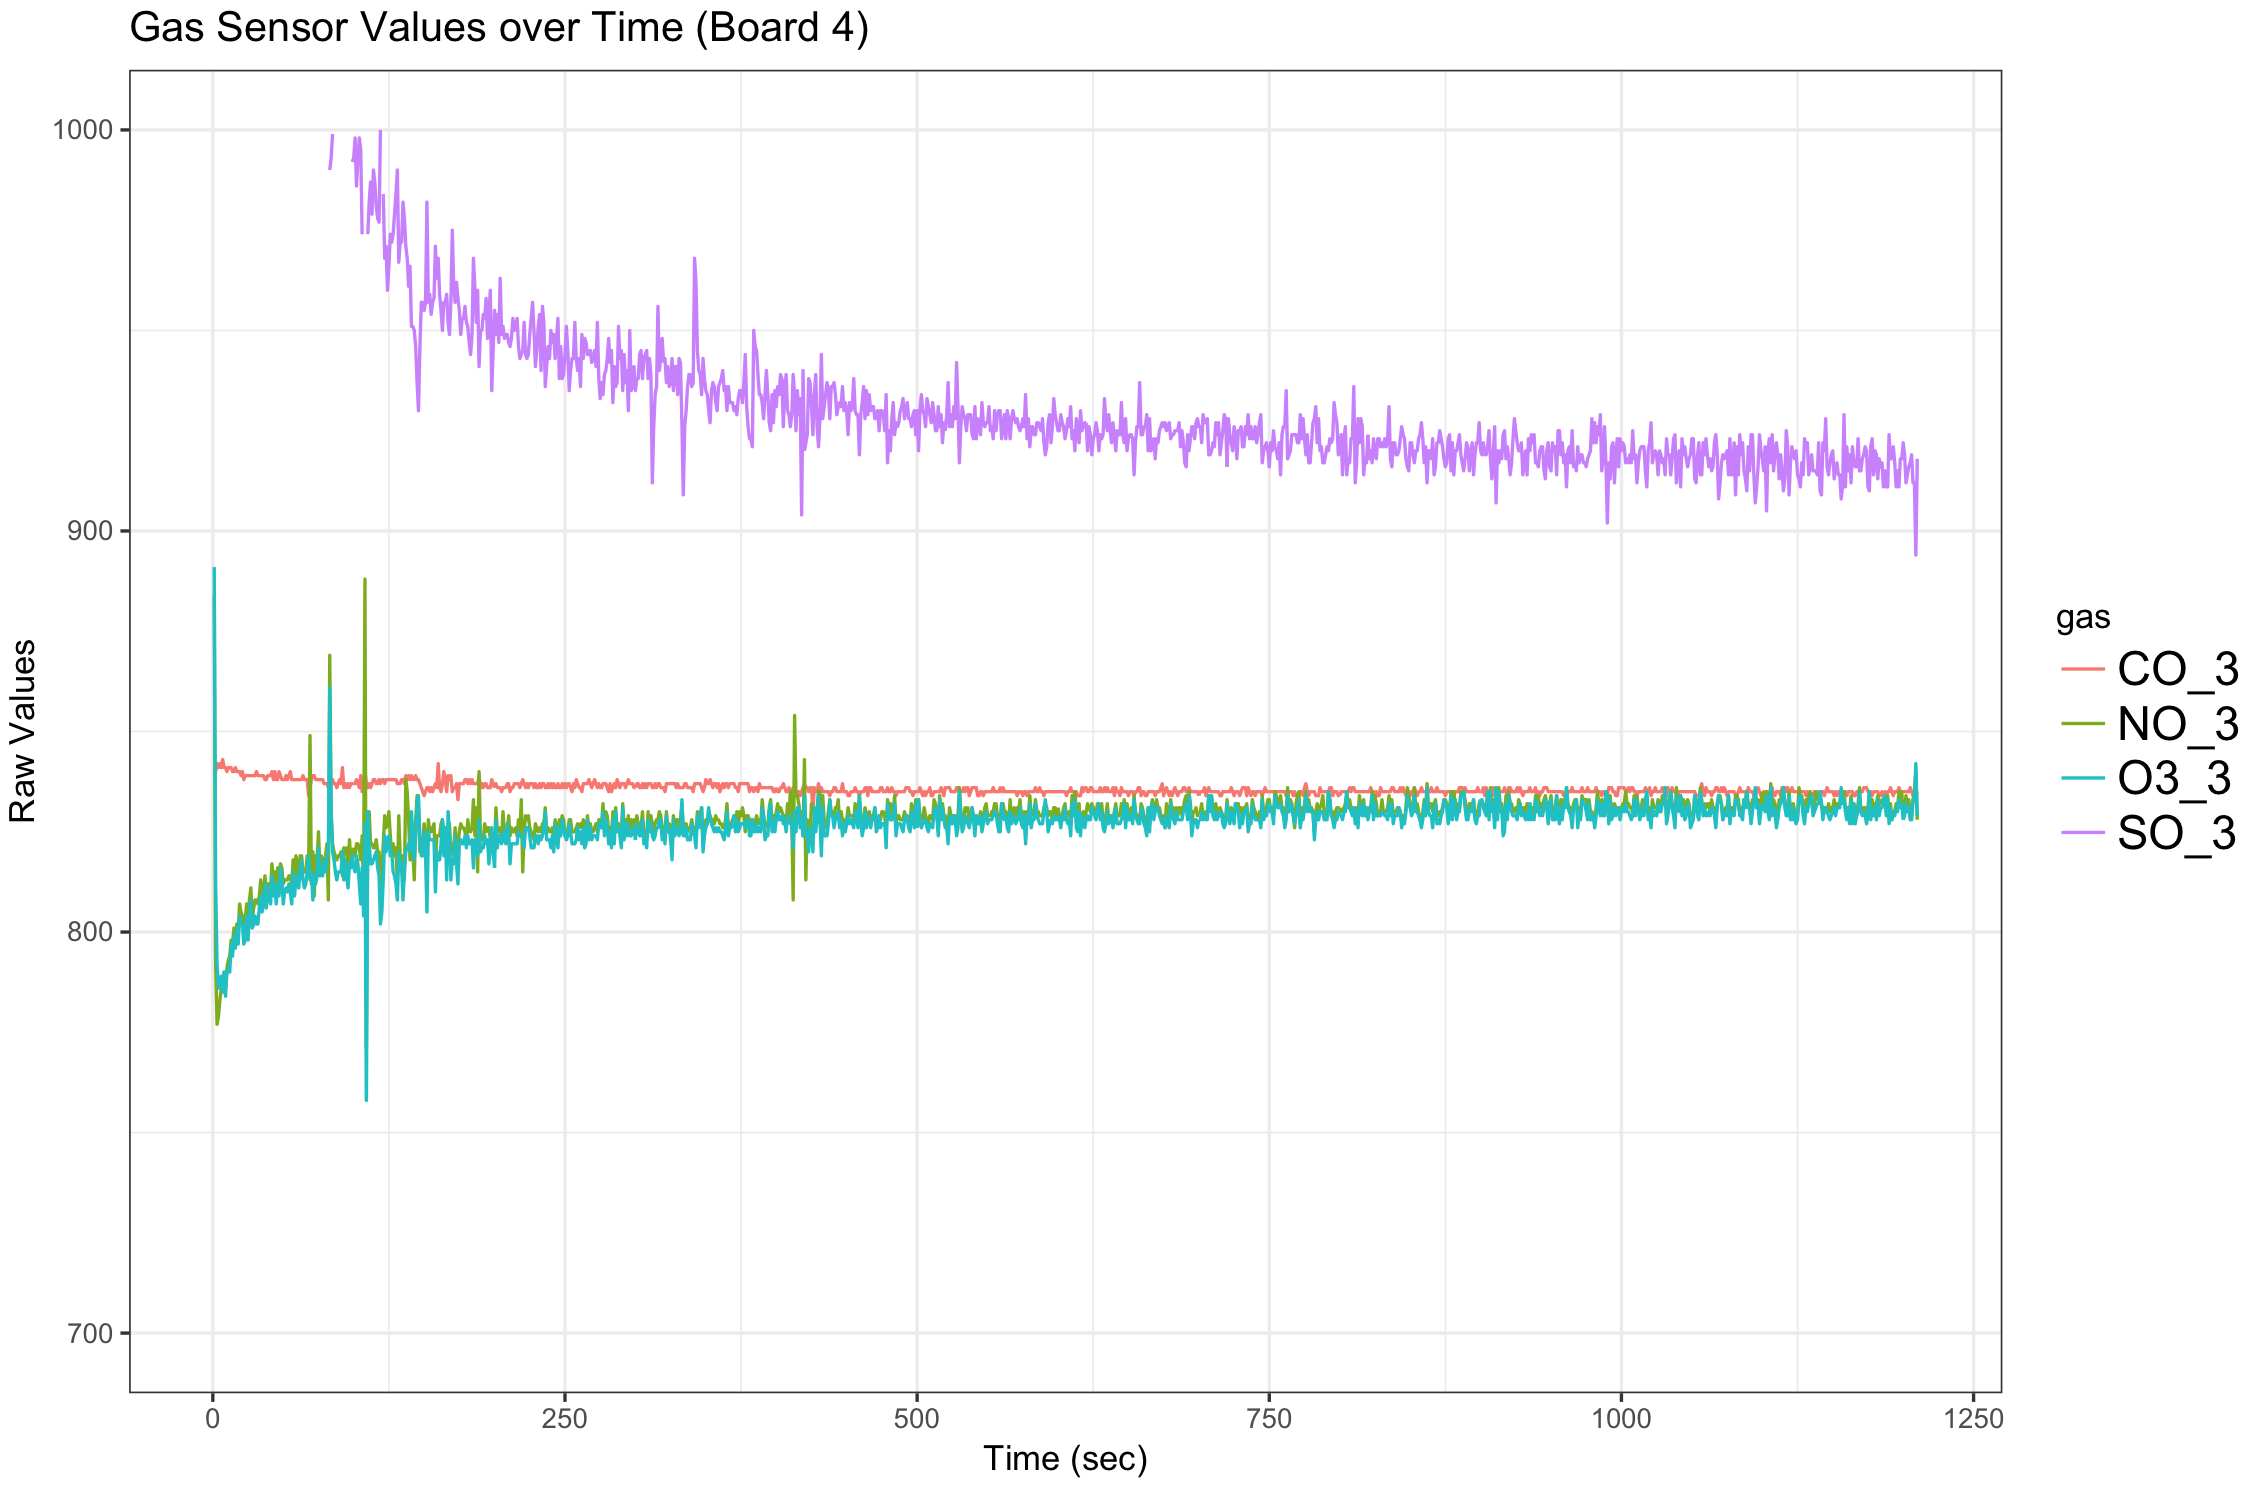 Gas Sensor Values over Time (Board 4)
Raw Values
1000
900
800
700
0 250 500 750 1000 1250
Time (sec)
gas
CO_3
NO_3
O3_3
SO_3